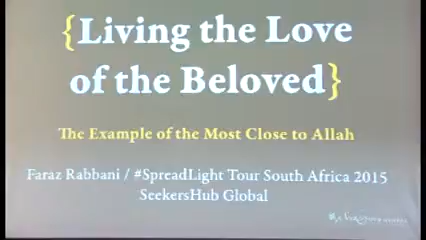 {Living the Love
of the Beloved}
The Example of the Most Close to Allah
Faraz Rabbani / #SpreadLight Tour South Africa 2015
SeekersHub Global